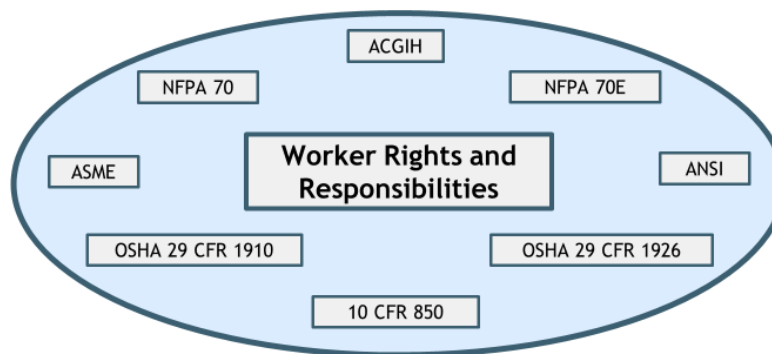 ACGIH
NFPA 70
NFPA 70E
Worker Rights and
Responsibilities
ASME
ANSI
OSHA 29 CFR 1910
OSHA 29 CFR 1926
10 CFR 850